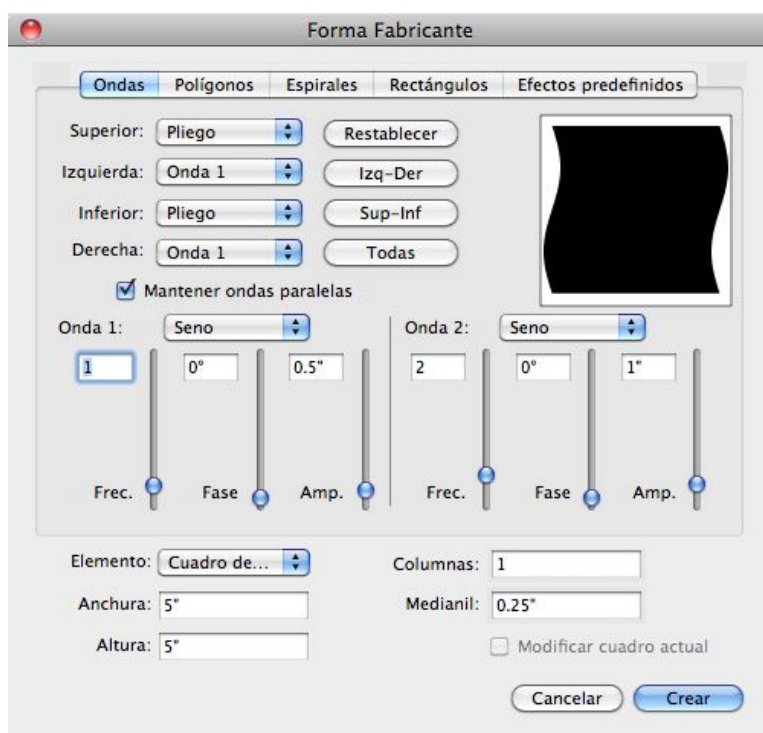 Forma Fabricante
Ondas Polígonos Espirales Rectángulos Efectos predefinidos
Superior: Pliego Restablecer
Izquierda: Onda 1 Izq-Der
Inferior: Pliego Sup-Inf
Derecha: Onda 1 Todas
Mantener ondas paralelas
Onda 1: Seno Onda 2: Seno
1 0° 0.5" 2 0° 1"
Frec. Fase Amp. Frec. Fase Amp.
Elemento: Cuadro de... Columnas: 1
Anchura: 5" Medianil: 0.25"
Altura: 5" Modificar cuadro actual
Cancelar Crear